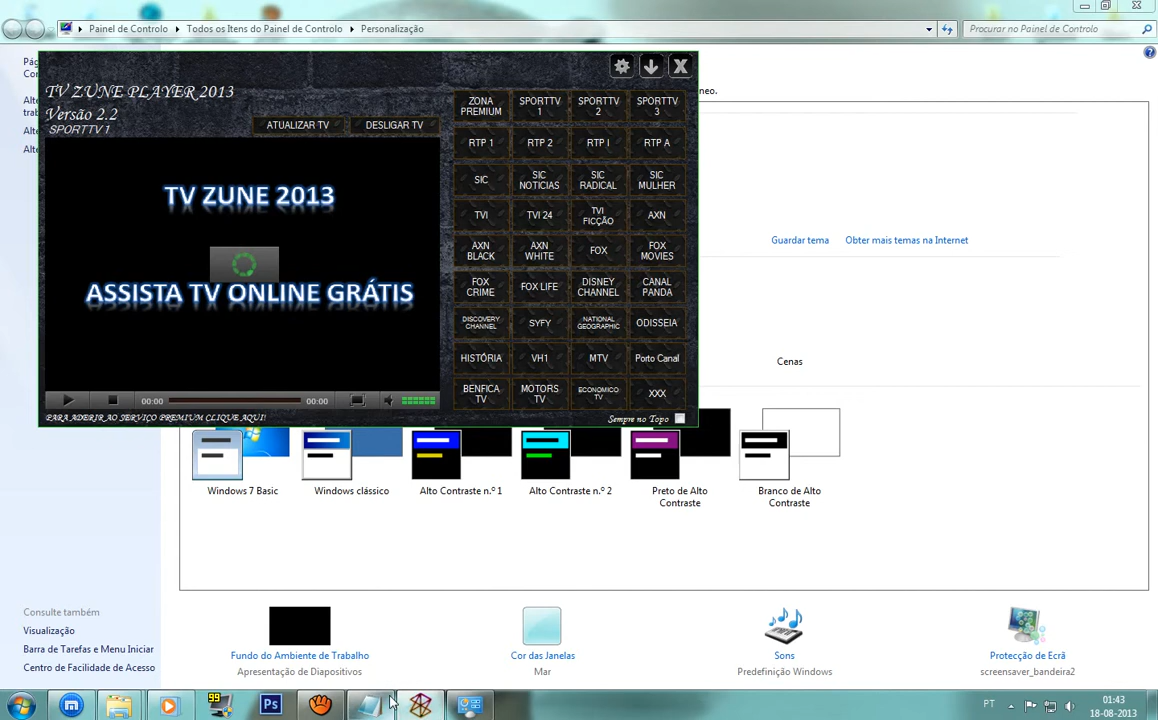 Painel de Controlo
Todos os Itens do Painel de Controlo
Personalização
Procurar no Painel de Controlo
Pág
Con
Alte
trab
Alte
Alte
neo.
TV ZUNE PLAYER 2013
Versão 2.2
SPORTTV 1
ATUALIZAR TV
DESLIGAR TV
X
TV ZUNE 2013
ASSISTA TV ONLINE GRÁTIS
00:00
00:00
PARA ADERIR AO SERVIÇO PREMIUM CLIQUE AQUI!
Sempre no Topo
ZONA PREMIUM
SPORTTV 1
SPORTTV 2
SPORTTV 3
RTP 1
RTP 2
RTP I
RTP A
SIC
SIC NOTICIAS
SIC RADICAL
SIC MULHER
TVI
TVI 24
TVI FICÇÃO
AXN
AXN BLACK
AXN WHITE
FOX
FOX MOVIES
FOX CRIME
FOX LIFE
DISNEY CHANNEL
CANAL PANDA
DISCOVERY CHANNEL
SYFY
NATIONAL GEOGRAPHIC
ODISSEIA
HISTÓRIA
VH1
MTV
Porto Canal
BENFICA TV
MOTORS TV
ECONOMICO TV
XXX
Guardar tema
Obter mais temas na Internet
Cenas
Windows 7 Basic
Windows clássico
Alto Contraste n.º 1
Alto Contraste n.º 2
Preto de Alto Contraste
Branco de Alto Contraste
Consulte também
Visualização
Barra de Tarefas e Menu Iniciar
Centro de Facilidade de Acesso
Fundo do Ambiente de Trabalho
Apresentação de Diapositivos
Cor das Janelas
Mar
Sons
Predefinição Windows
Protecção de Ecrã
screensaver_bandeira2
99
Ps
PT
01:43
18-08-2013